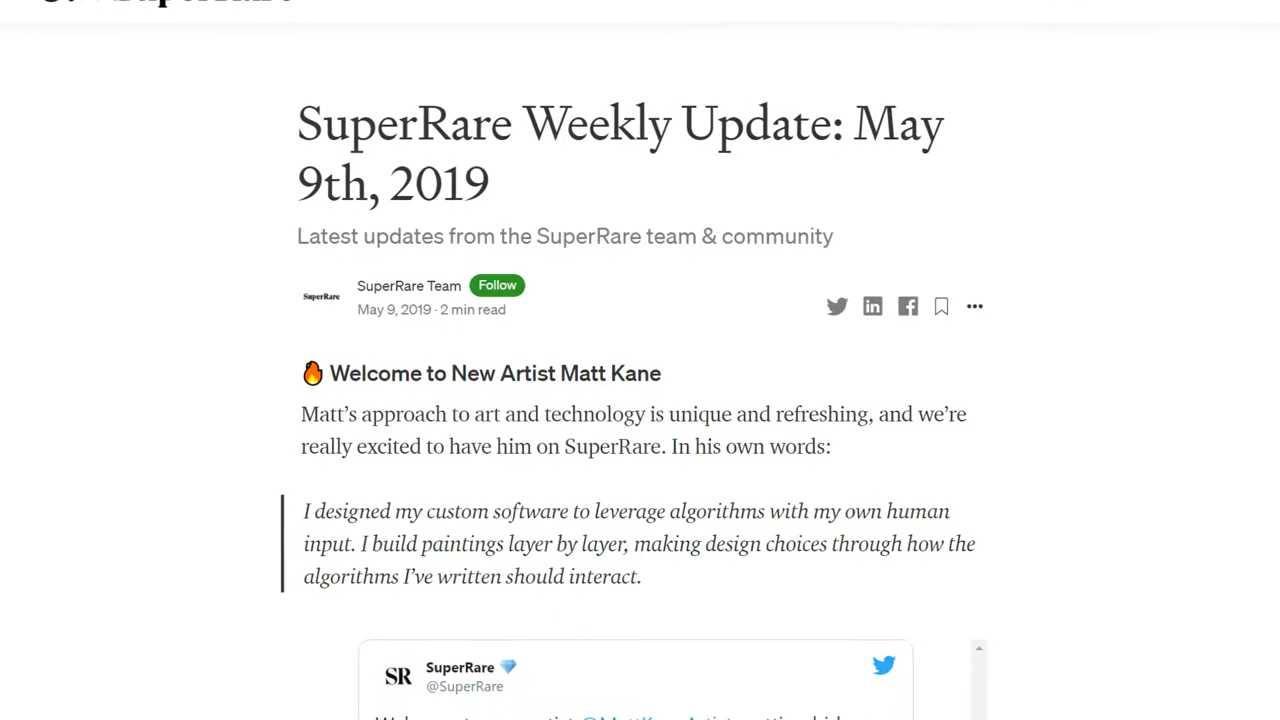 SuperRare Weekly Update: May
9th, 2019
Latest updates from the SuperRare team & community
SuperRare
SuperRare Team Follow
May 9, 2019 · 2 min read
🔥 Welcome to New Artist Matt Kane
Matt’s approach to art and technology is unique and refreshing, and we’re
really excited to have him on SuperRare. In his own words:
I designed my custom software to leverage algorithms with my own human
input. I build paintings layer by layer, making design choices through how the
algorithms I’ve written should interact.
SR
SuperRare 💎
@SuperRare